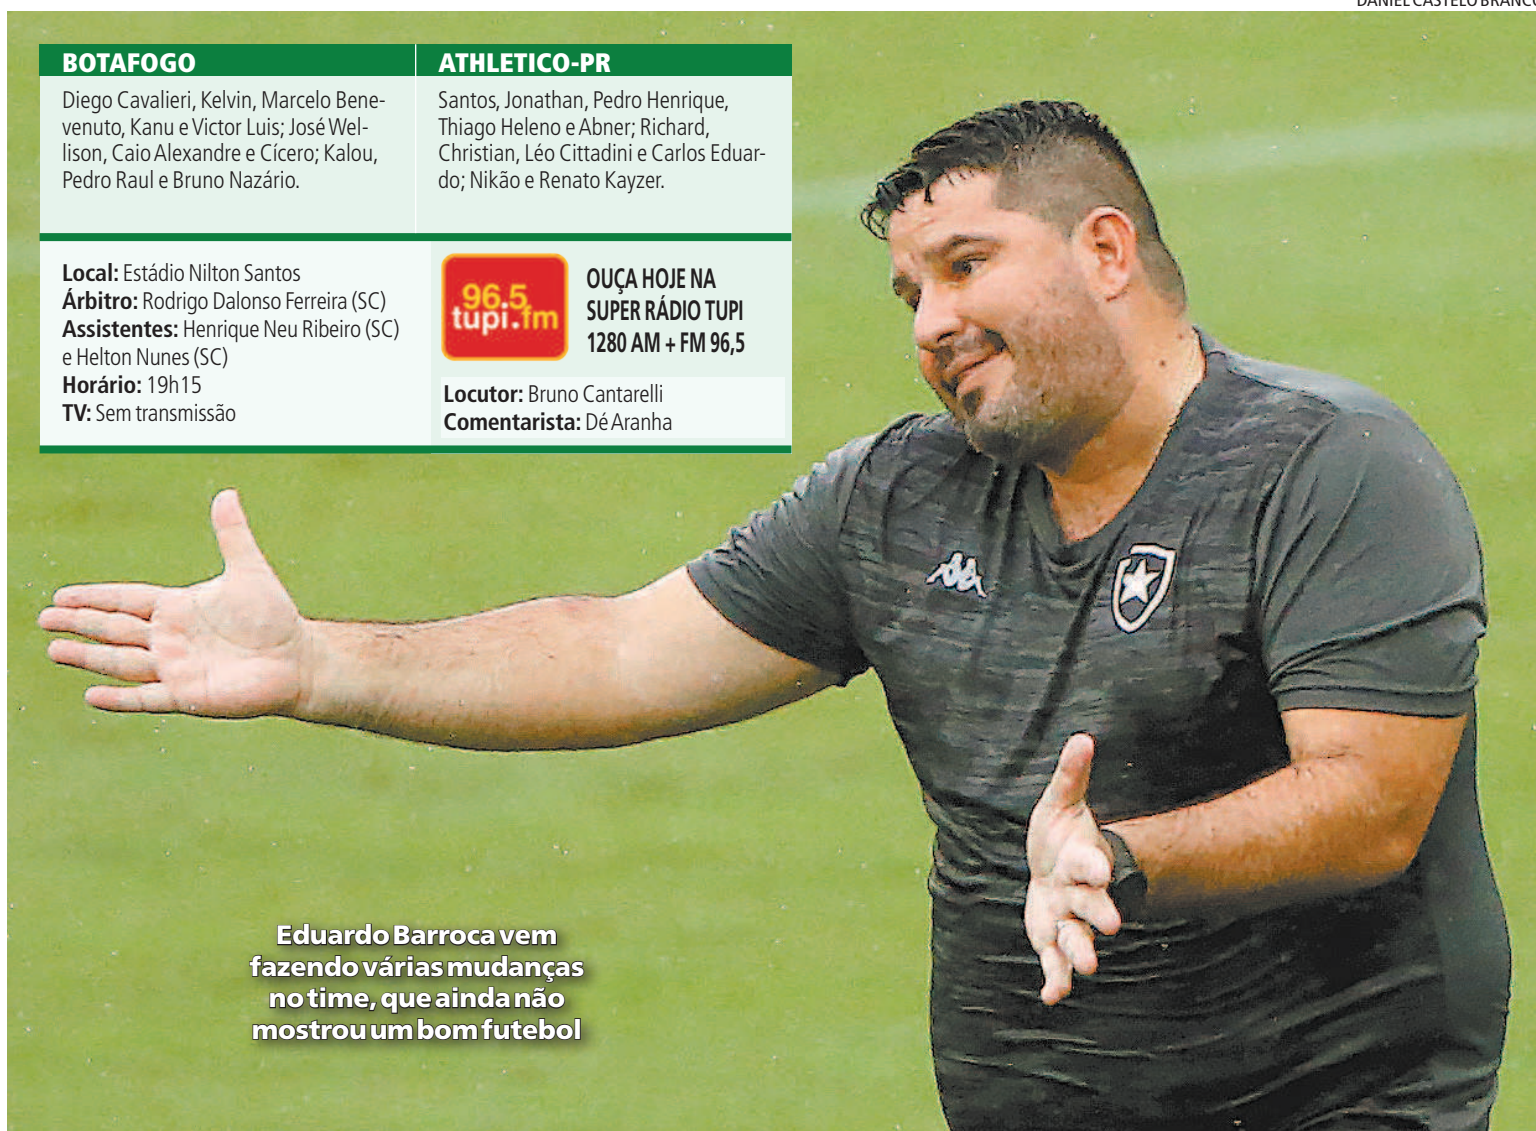 DANIEL CASTELO BRANCO
BOTAFOGO
Diego Cavalieri, Kelvin, Marcelo Bene-
venuto, Kanu e Victor Luis; José Wel-
lison, Caio Alexandre e Cícero; Kalou,
Pedro Raul e Bruno Nazário.
ATHLETICO-PR
Santos, Jonathan, Pedro Henrique,
Thiago Heleno e Abner; Richard,
Christian, Léo Cittadini e Carlos Eduar-
do; Nikão e Renato Kayzer.
Local: Estádio Nilton Santos
Árbitro: Rodrigo Dalonso Ferreira (SC)
Assistentes: Henrique Neu Ribeiro (SC)
e Helton Nunes (SC)
Horário: 19h15
TV: Sem transmissão
96.5
tupi.fm
OUÇA HOJE NA
SUPER RÁDIO TUPI
1280 AM + FM 96,5
Locutor: Bruno Cantarelli
Comentarista: Dé Aranha
Eduardo Barroca vem
fazendo várias mudanças
no time, que ainda não
mostrou um bom futebol